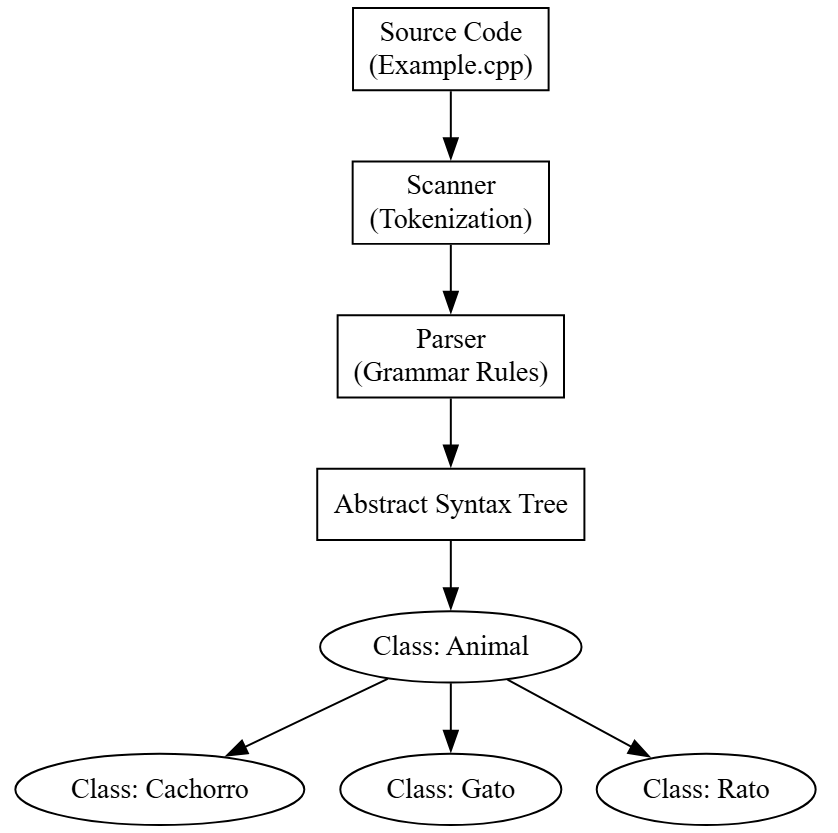 Source Code
(Example.cpp)
Scanner
(Tokenization)
Parser
(Grammar Rules)
Abstract Syntax Tree
Class: Animal
Class: Cachorro
Class: Gato
Class: Rato